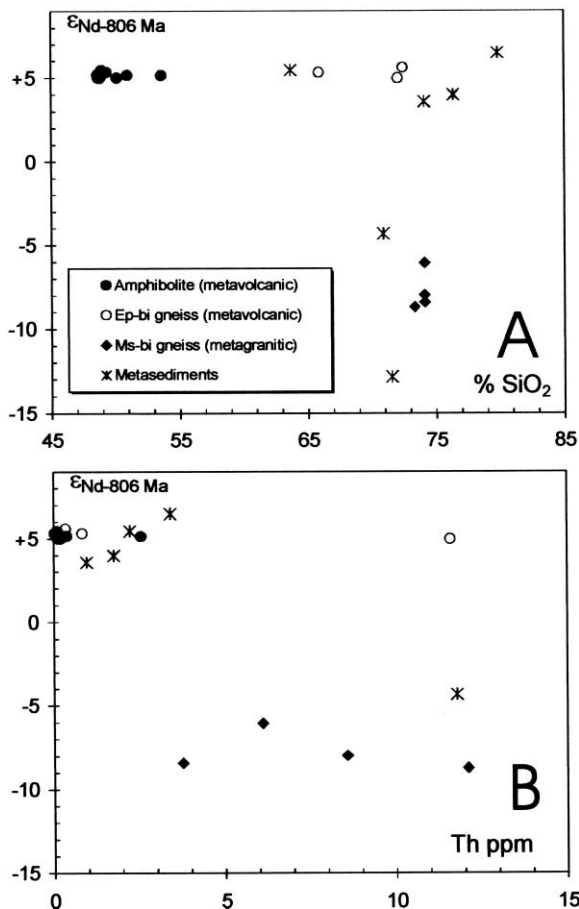 εNd-806 Ma
+5
0
-5
-10
-15
Amphibolite (metavolcanic)
Ep-bi gneiss (metavolcanic)
Ms-bi gneiss (metagranitic)
Metasediments
A
% SiO2
45 55 65 75 85
εNd-806 Ma
+5
0
-5
-10
-15
B
Th ppm
0 5 10 15